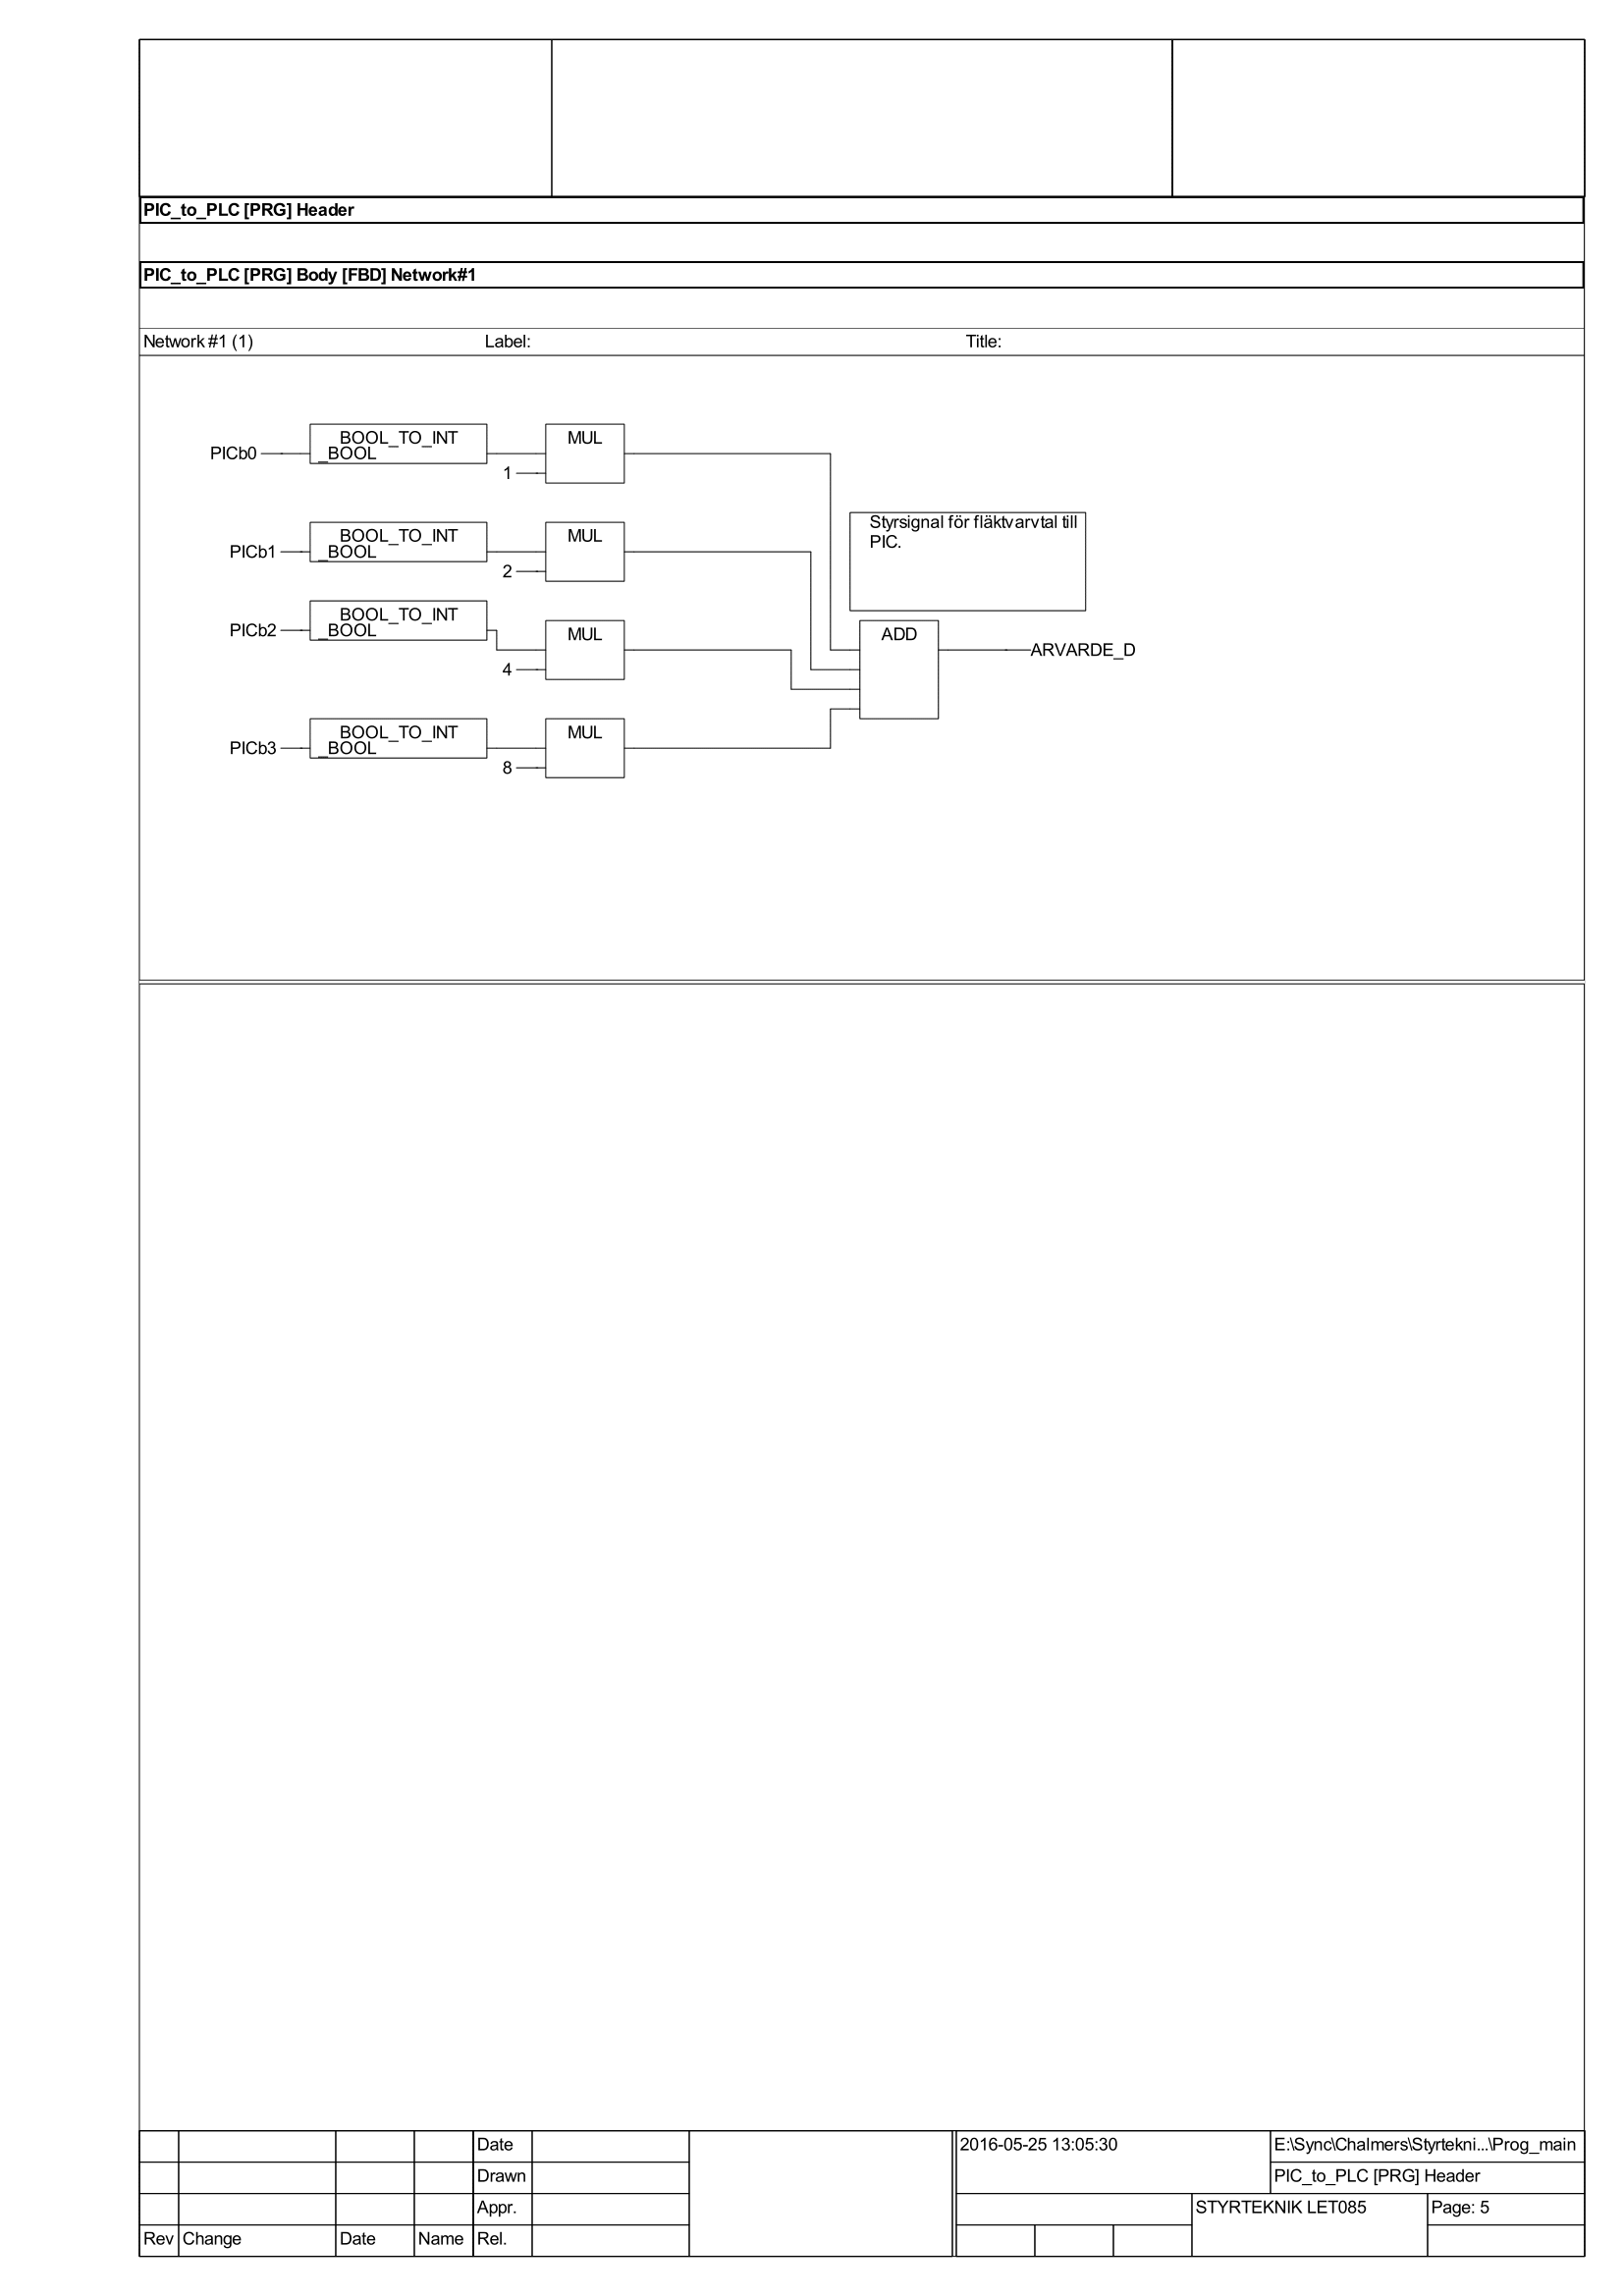 PIC_to_PLC [PRG] Header
PIC_to_PLC [PRG] Body [FBD] Network#1
Network #1 (1) Label: Title:
BOOL_TO_INT MUL
PICb0 _BOOL
1
Styrsignal för fläktvarvtal till
PIC.
BOOL_TO_INT MUL
PICb1 _BOOL
2
BOOL_TO_INT
PICb2 _BOOL
MUL
4
ADD
ARVARDE_D
BOOL_TO_INT MUL
PICb3 _BOOL
8
Date 2016-05-25 13:05:30 E:\Sync\Chalmers\Styrtekni...\Prog_main
Drawn PIC_to_PLC [PRG] Header
Appr. STYRTEKNIK LET085 Page: 5
Rev Change Date Name Rel.